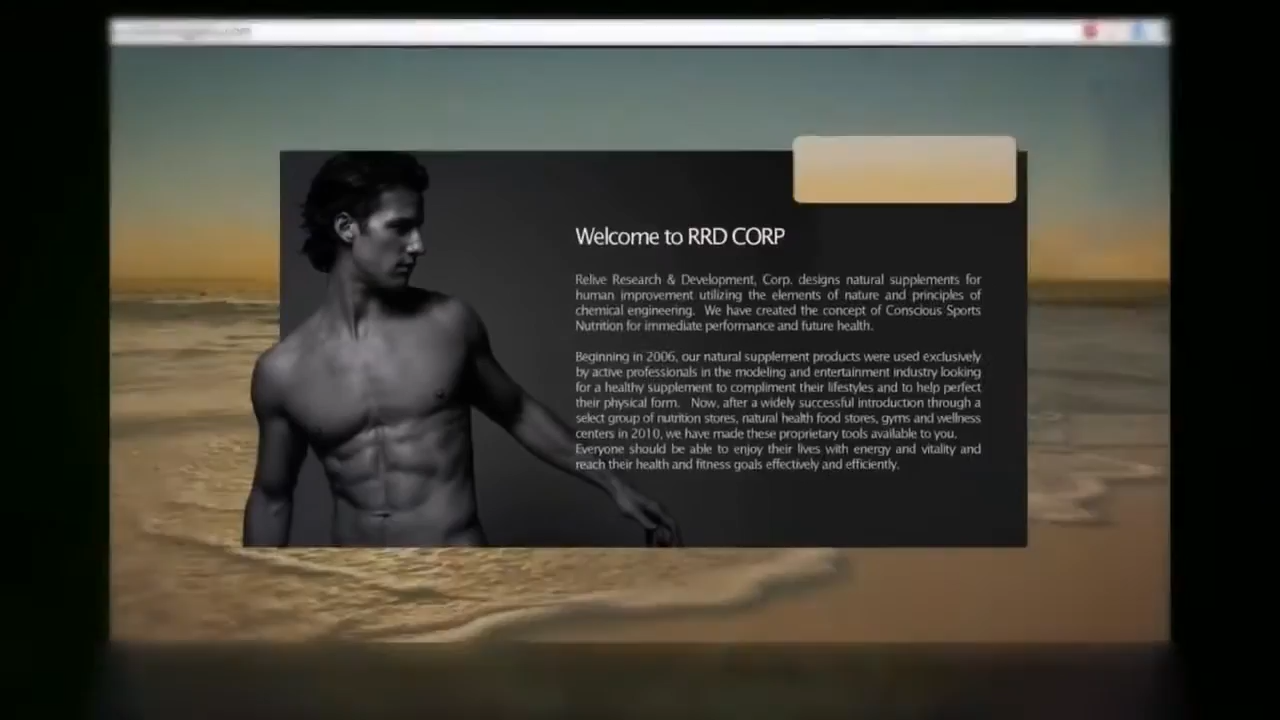 Welcome to RRD CORP
Relive Research & Development, Corp. designs natural supplements for
human improvement utilizing the elements of nature and principles of
chemical engineering. We have created the concept of Conscious Sports
Nutrition for immediate performance and future health.
Beginning in 2006, our natural supplement products were used exclusively
by active professionals in the modeling and entertainment industry looking
for a healthy supplement to compliment their lifestyles and to help perfect
their physical form. Now, after a widely successful introduction through a
select group of nutrition stores, natural health food stores, gyms and wellness
centers in 2010, we have made these proprietary tools available to you.
Everyone should be able to enjoy their lives with energy and vitality and
reach their health and fitness goals effectively and efficiently.